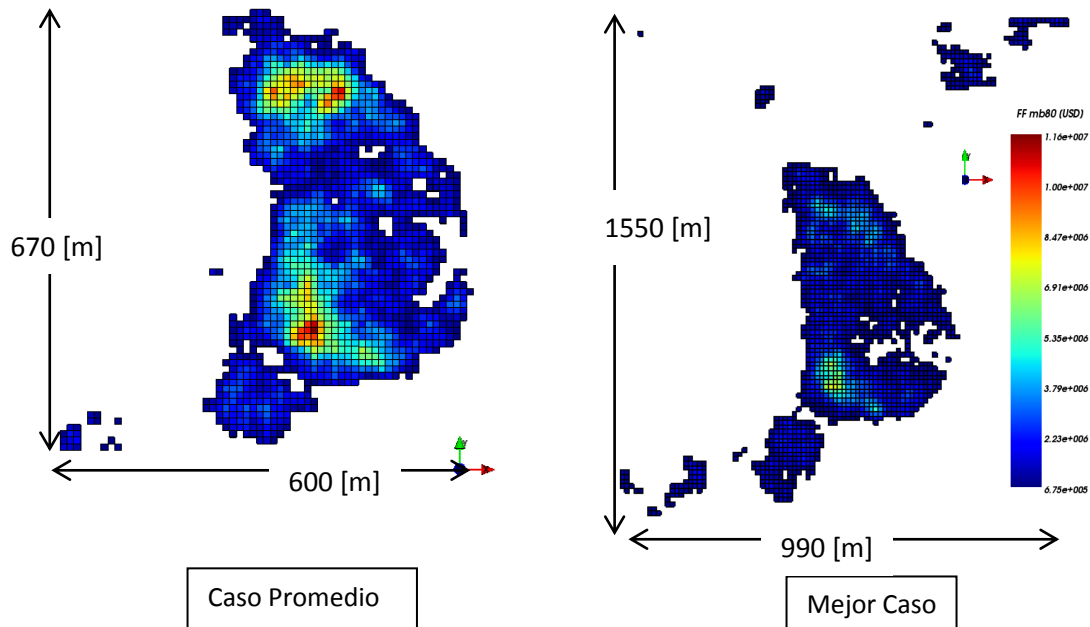 670 [m]
600 [m]
Caso Promedio
1550 [m]
990 [m]
Mejor Caso
FF mb80 (USD)
1.16e+007
1.00e+007
8.47e+006
6.91e+006
5.35e+006
3.79e+006
2.23e+006
6.75e+005